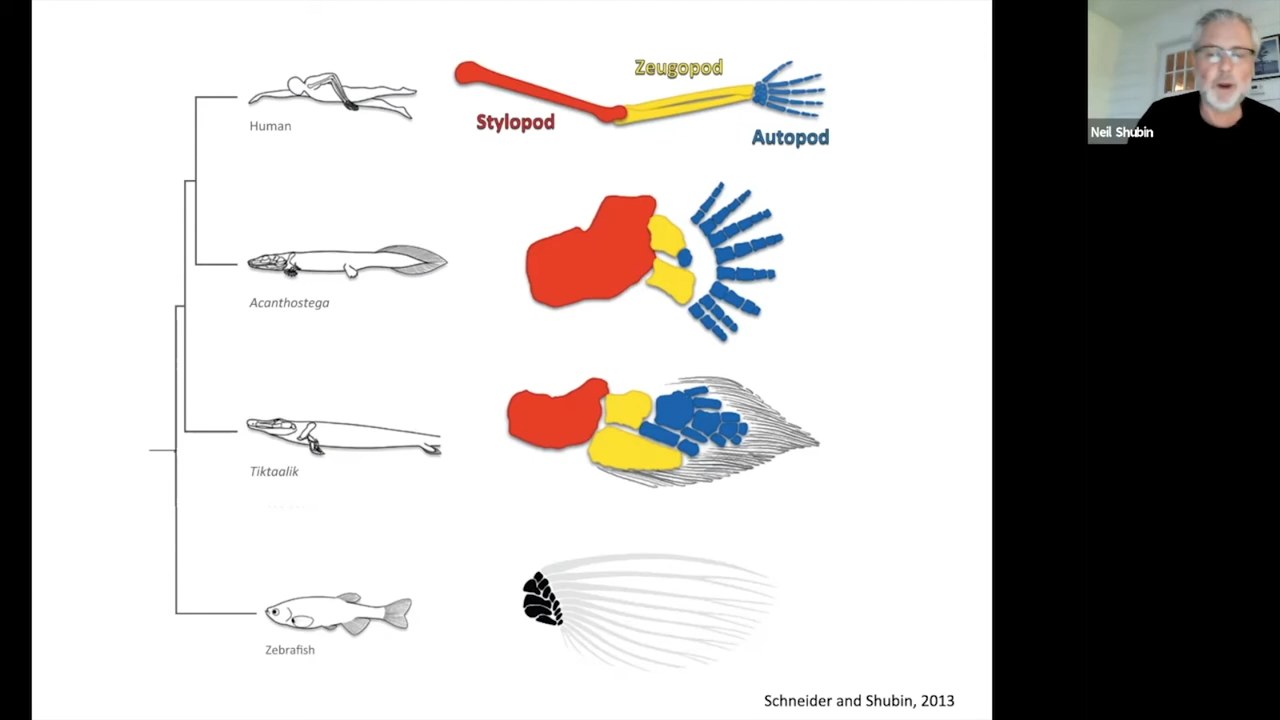 Human
Stylopod
Zeugopod
Autopod
Neil Shubin
Acanthostega
Tiktaalik
Zebrafish
Schneider and Shubin, 2013